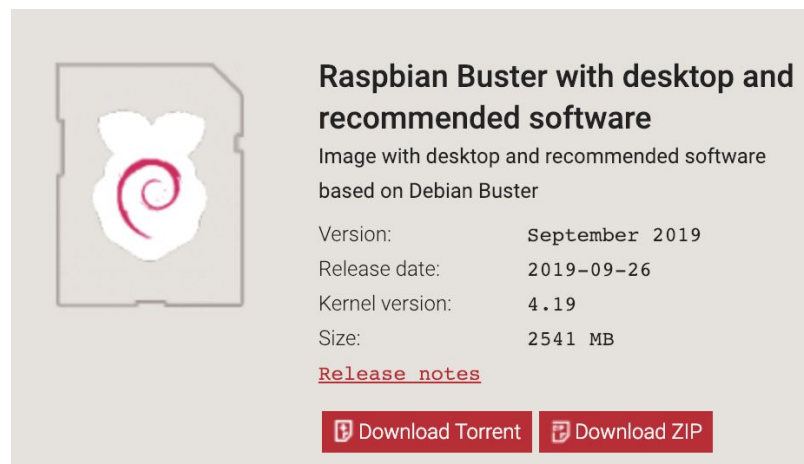 Raspbian Buster with desktop and
recommended software
Image with desktop and recommended software
based on Debian Buster
Version: September 2019
Release date: 2019-09-26
Kernel version: 4.19
Size: 2541 MB
Release notes
Download Torrent Download ZIP